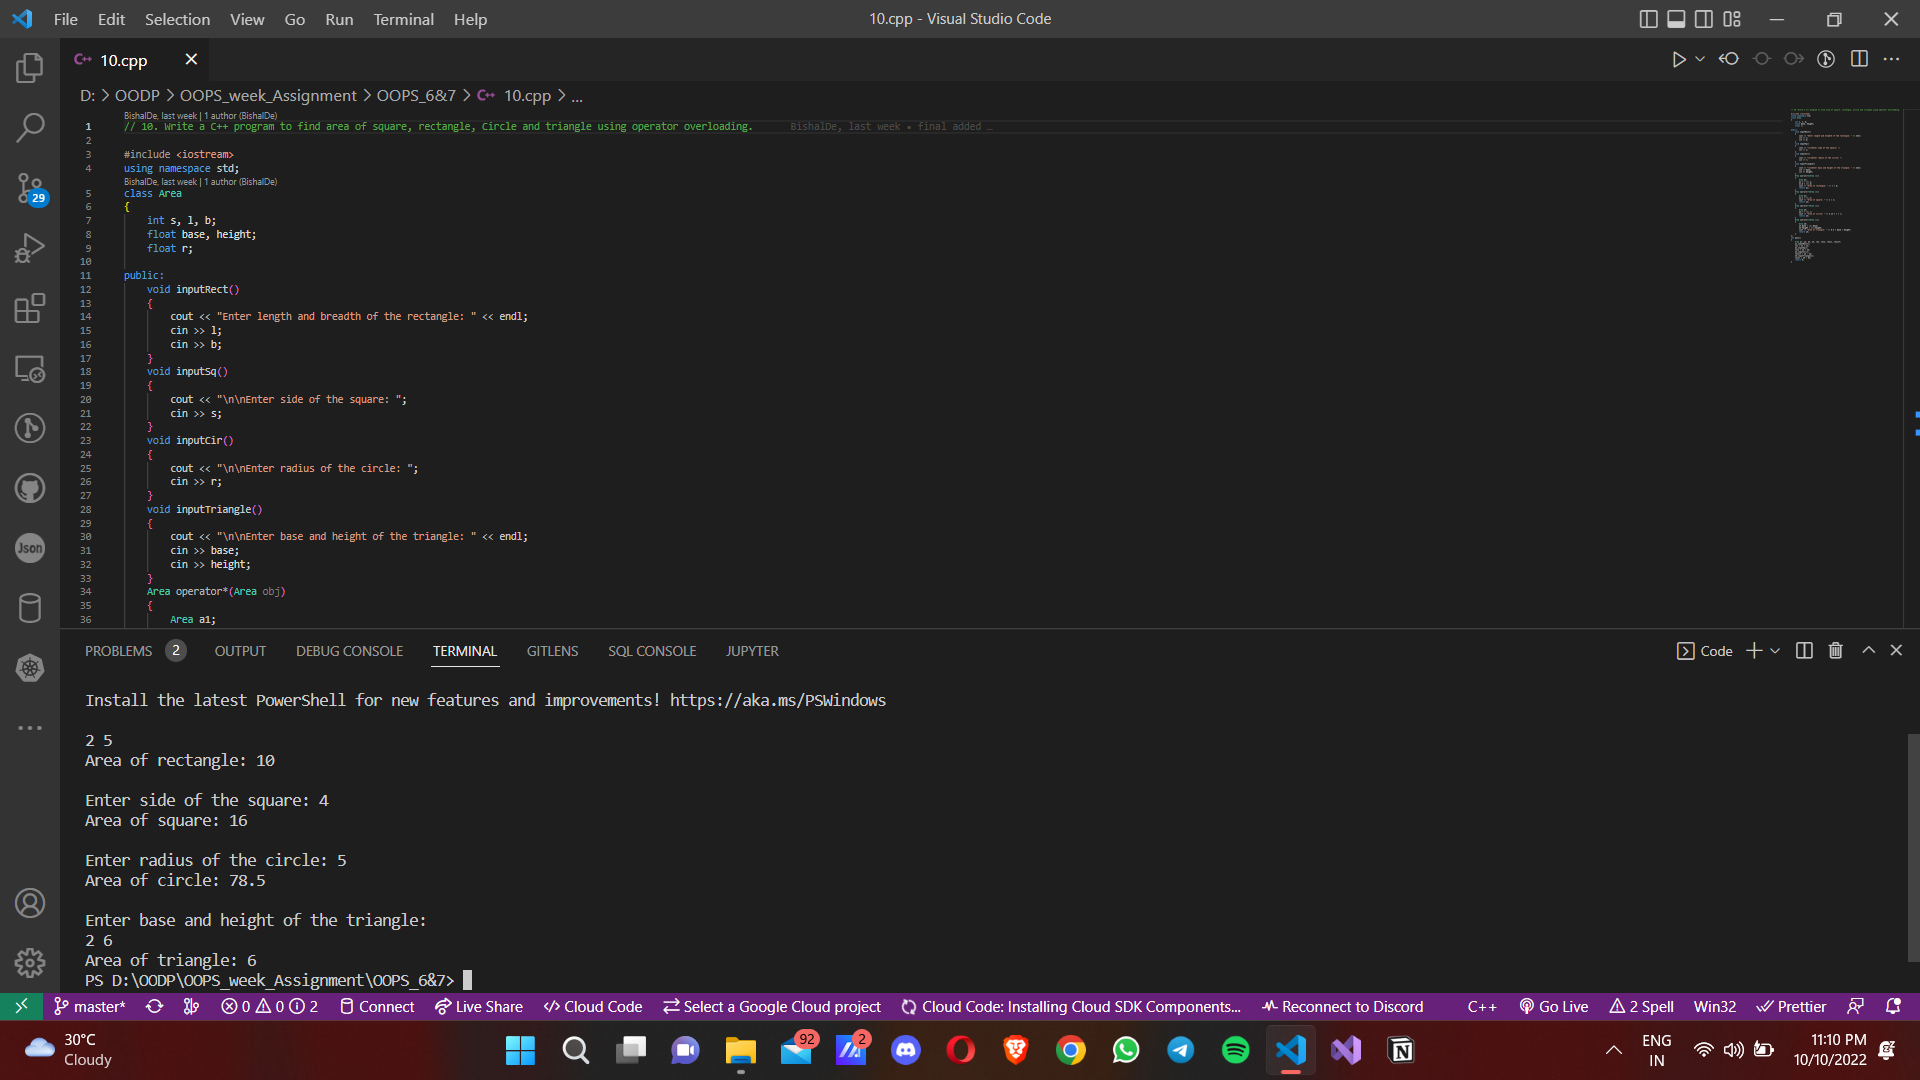 File Edit Selection View Go Run Terminal Help
10.cpp - Visual Studio Code
C++ 10.cpp
D: > OODP > OOPS_week_Assignment > OOPS_6&7 > C++ 10.cpp > ...
BishalDe, last week | 1 author (BishalDe)
1 // 10. Write a C++ program to find area of square, rectangle, Circle and triangle using operator overloading. BishalDe, last week • final added …
2
3 #include <iostream>
4 using namespace std;
BishalDe, last week | 1 author (BishalDe)
5 class Area
6 {
7 int s, l, b;
8 float base, height;
9 float r;
10
11 public:
12 void inputRect()
13 {
14 cout << "Enter length and breadth of the rectangle: " << endl;
15 cin >> l;
16 cin >> b;
17 }
18 void inputSq()
19 {
20 cout << "\n\nEnter side of the square: ";
21 cin >> s;
22 }
23 void inputCir()
24 {
25 cout << "\n\nEnter radius of the circle: ";
26 cin >> r;
27 }
28 void inputTriangle()
29 {
30 cout << "\n\nEnter base and height of the triangle: " << endl;
31 cin >> base;
32 cin >> height;
33 }
34 Area operator*(Area obj)
35 {
36 Area a1;
29
Json
PROBLEMS 2 OUTPUT DEBUG CONSOLE TERMINAL GITLENS SQL CONSOLE JUPYTER
Code
Install the latest PowerShell for new features and improvements! https://aka.ms/PSWindows
2 5
Area of rectangle: 10
Enter side of the square: 4
Area of square: 16
Enter radius of the circle: 5
Area of circle: 78.5
Enter base and height of the triangle:
2 6
Area of triangle: 6
PS D:\OODP\OOPS_week_Assignment\OOPS_6&7>
master* 0 0 2 Connect Live Share Cloud Code Select a Google Cloud project Cloud Code: Installing Cloud SDK Components... Reconnect to Discord C++ Go Live 2 Spell Win32 Prettier
30°C
Cloudy
92
2
ENG
IN
11:10 PM
10/10/2022